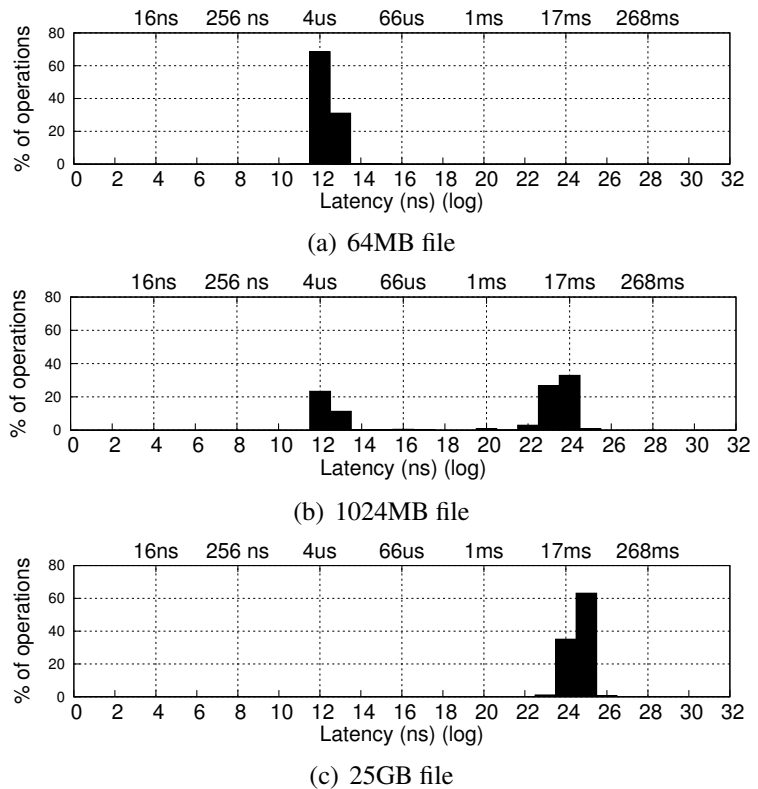 16ns 256 ns 4us 66us 1ms 17ms 268ms
80
60
40
20
0
% of operations
0 2 4 6 8 10 12 14 16 18 20 22 24 26 28 30 32
Latency (ns) (log)
(a) 64MB file
16ns 256 ns 4us 66us 1ms 17ms 268ms
80
60
40
20
0
% of operations
0 2 4 6 8 10 12 14 16 18 20 22 24 26 28 30 32
Latency (ns) (log)
(b) 1024MB file
16ns 256 ns 4us 66us 1ms 17ms 268ms
80
60
40
20
0
% of operations
0 2 4 6 8 10 12 14 16 18 20 22 24 26 28 30 32
Latency (ns) (log)
(c) 25GB file